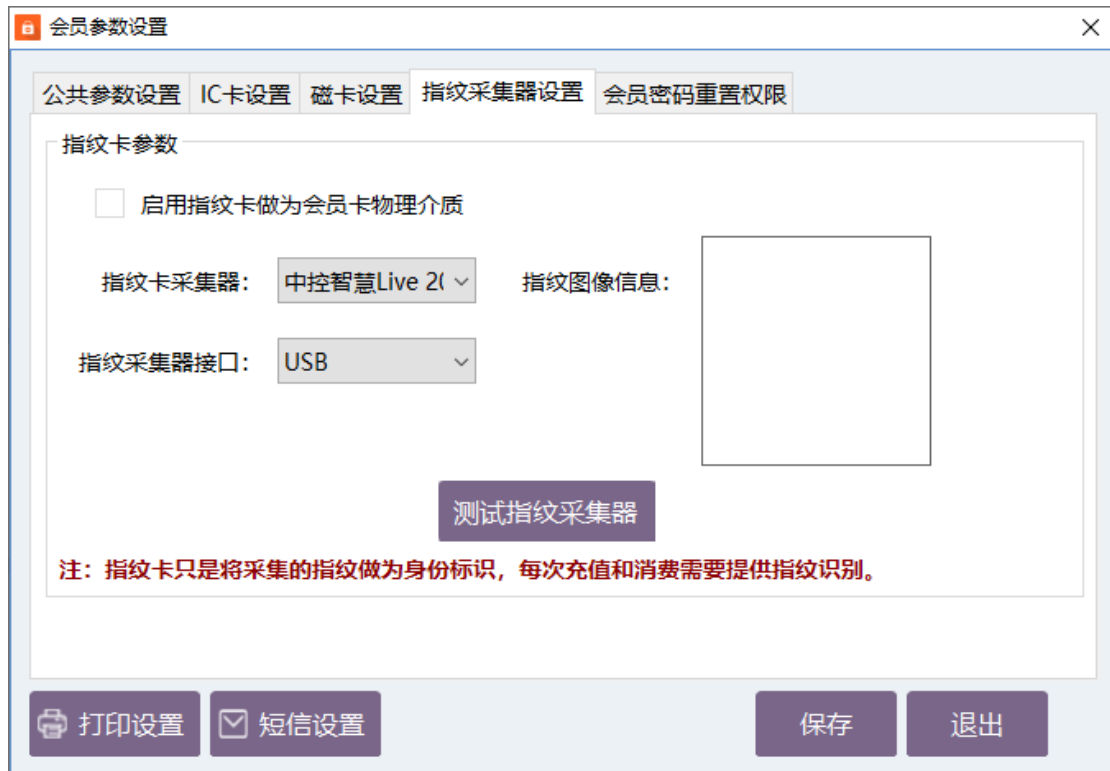 会员参数设置
公共参数设置 IC卡设置 磁卡设置 指纹采集器设置 会员密码重置权限
指纹卡参数
启用指纹卡做为会员卡物理介质
指纹卡采集器： 中控智慧Live 20 指纹图像信息：
指纹采集器接口： USB
测试指纹采集器
注：指纹卡只是将采集的指纹做为身份标识，每次充值和消费需要提供指纹识别。
打印设置 短信设置 保存 退出